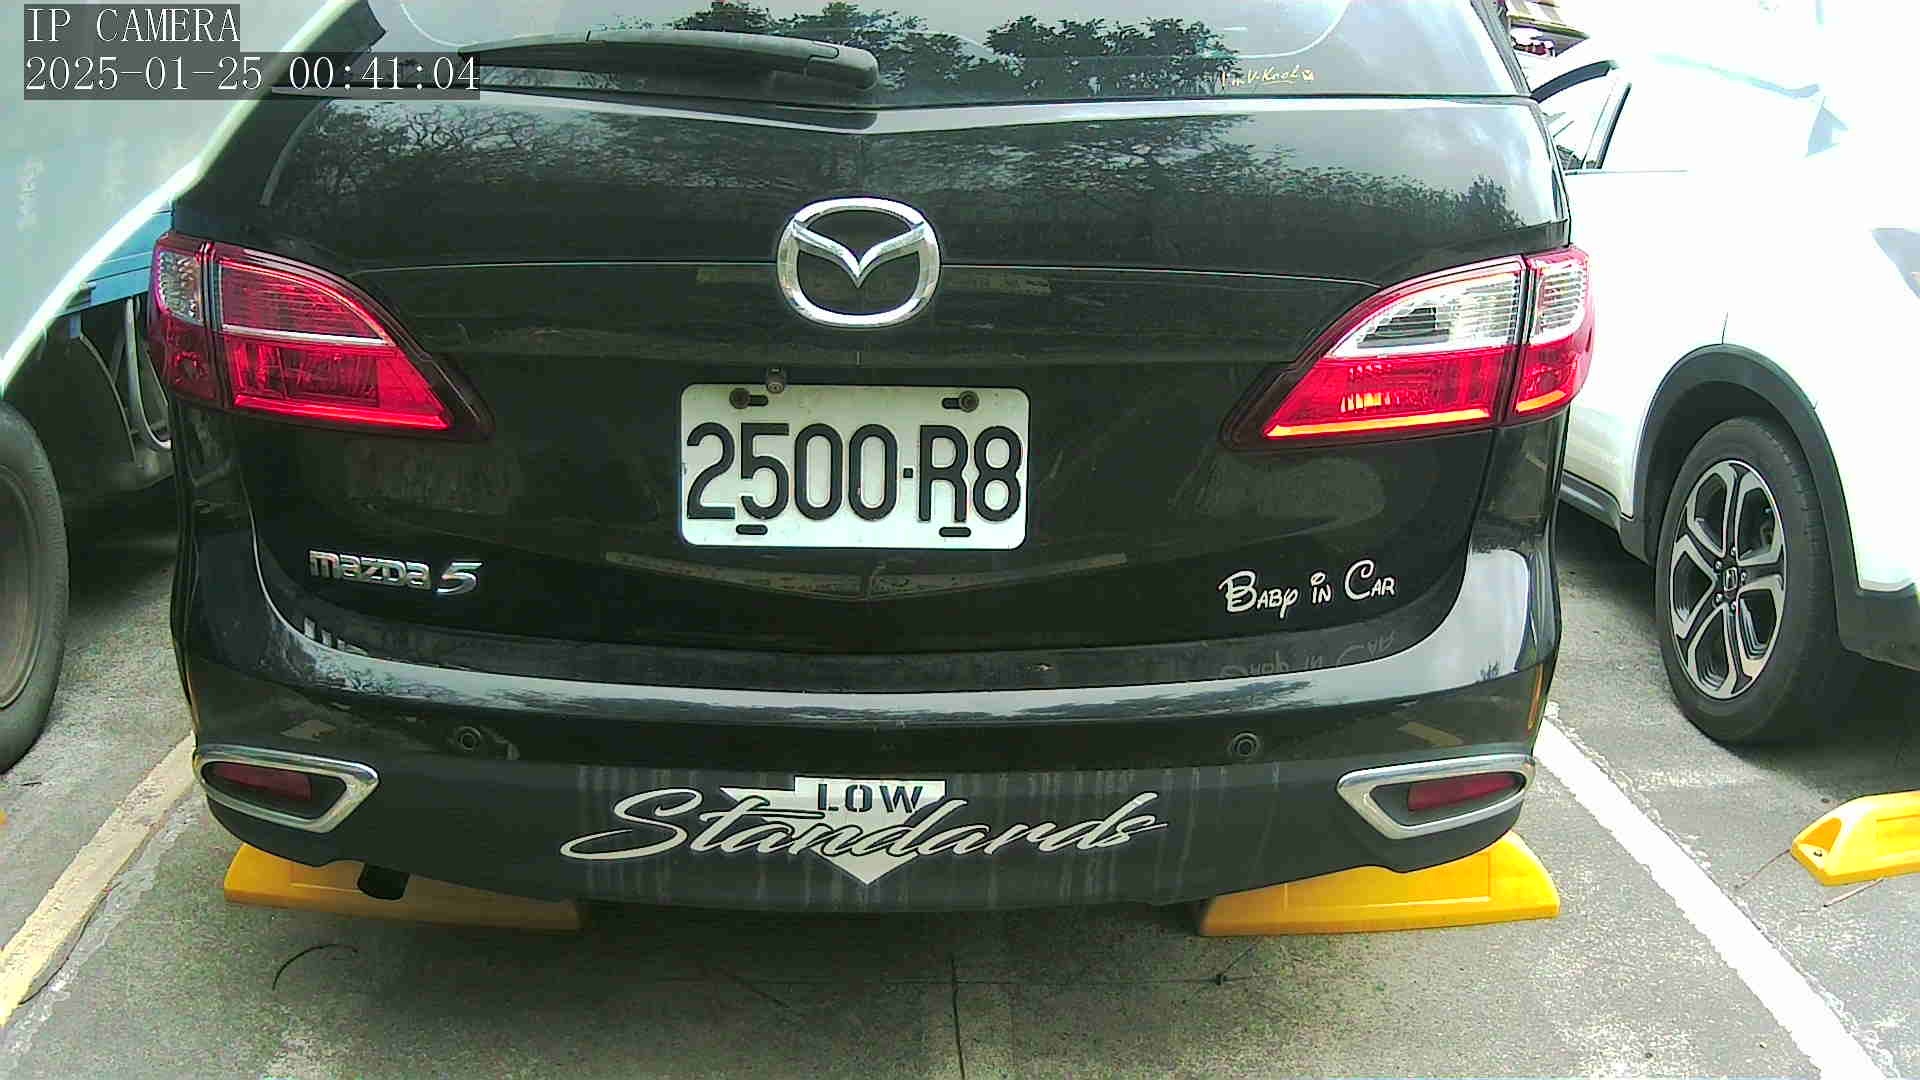 IP CAMERA
2025-01-25 00:41:04
2500·R8
mazda 5
Baby in Car
LOW
Standards